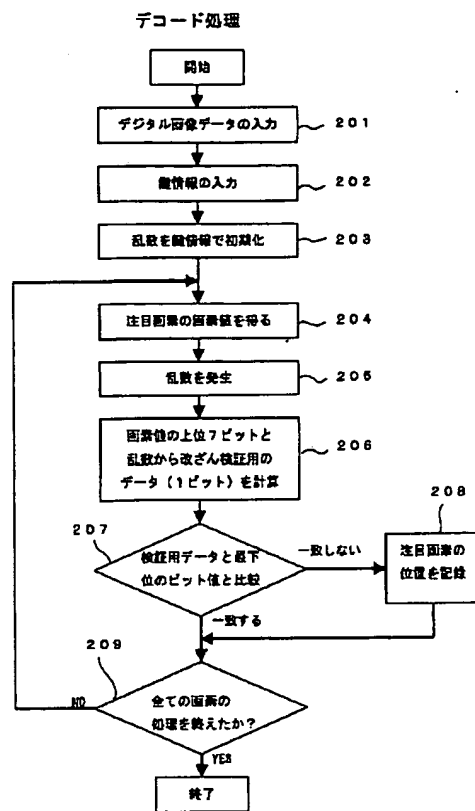 デコード処理
開始
デジタル画像データの入力
201
鍵情報の入力
202
乱数を鍵情報で初期化
203
注目画素の画素値を得る
204
乱数を発生
205
画素値の上位7ビットと
乱数から改ざん検証用の
データ(1ビット)を計算
206
207
検証用データと最下
位のビット値と比較
一致しない
208
注目画素の
位置を記録
一致する
209
全ての画素の
処理を終えたか?
NO
YES
終了